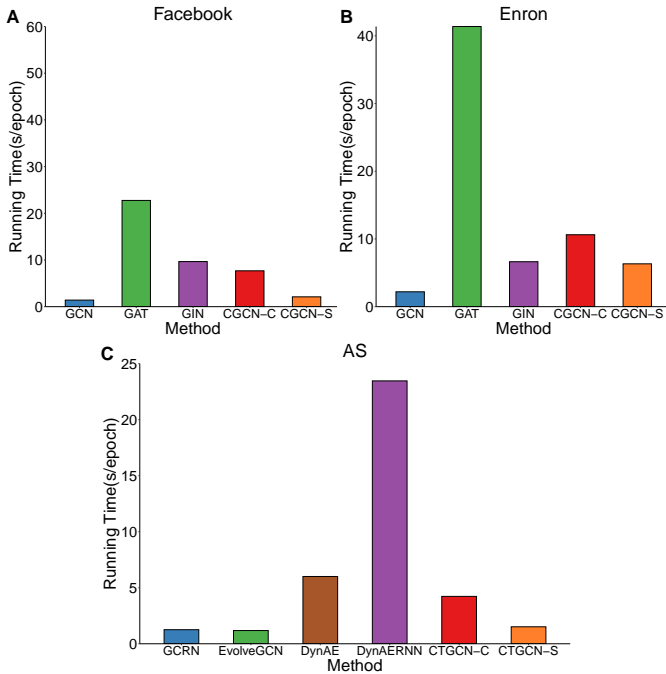 A
Facebook
Running Time(s/epoch)
60
50
40
30
20
10
0
GCN GAT GIN CGCN−C CGCN−S
Method
B
Enron
Running Time(s/epoch)
40
30
20
10
0
GCN GAT GIN CGCN−C CGCN−S
Method
C
AS
Running Time(s/epoch)
25
20
15
10
5
0
GCRN EvolveGCN DynAE DynAERNN CTGCN−C CTGCN−S
Method